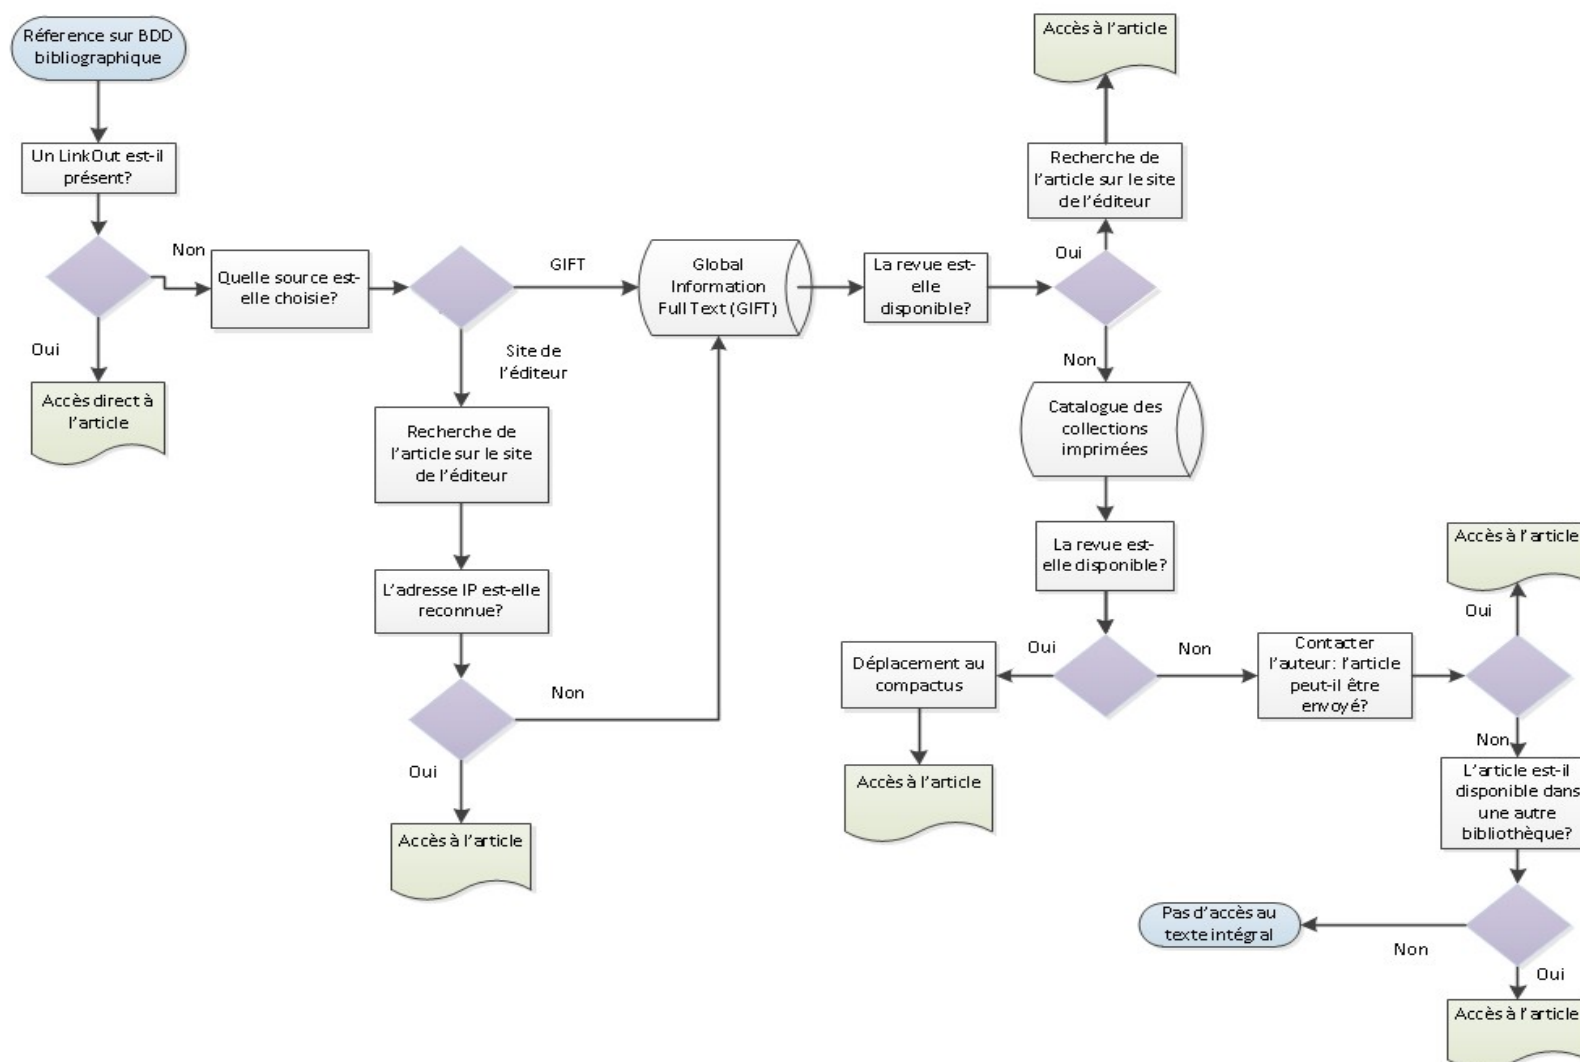 Réference sur BDD
bibliographique
Un LinkOut est-il
présent?
Non
Oui
Accès direct à
l'article
Quelle source est-
elle choisie?
GIFT
Site de
l'éditeur
Recherche de
l'article sur le site
de l'éditeur
L'adresse IP est-elle
reconnue?
Non
Oui
Accès à l'article
Global
Information
Full Text (GIFT)
La revue est-
elle
disponible?
Oui
Recherche de
l'article sur le site
de l'éditeur
Accès à l'article
Non
Catalogue des
collections
imprimées
La revue est-
elle disponible?
Oui
Déplacement au
compactus
Accès à l'article
Non
Contacter
l'auteur: l'article
peut-il être
envoyé?
Oui
Accès à l'article
Non
L'article est-il
disponible dans
une autre
bibliothèque?
Non
Pas d'accès au
texte intégral
Oui
Accès à l'article